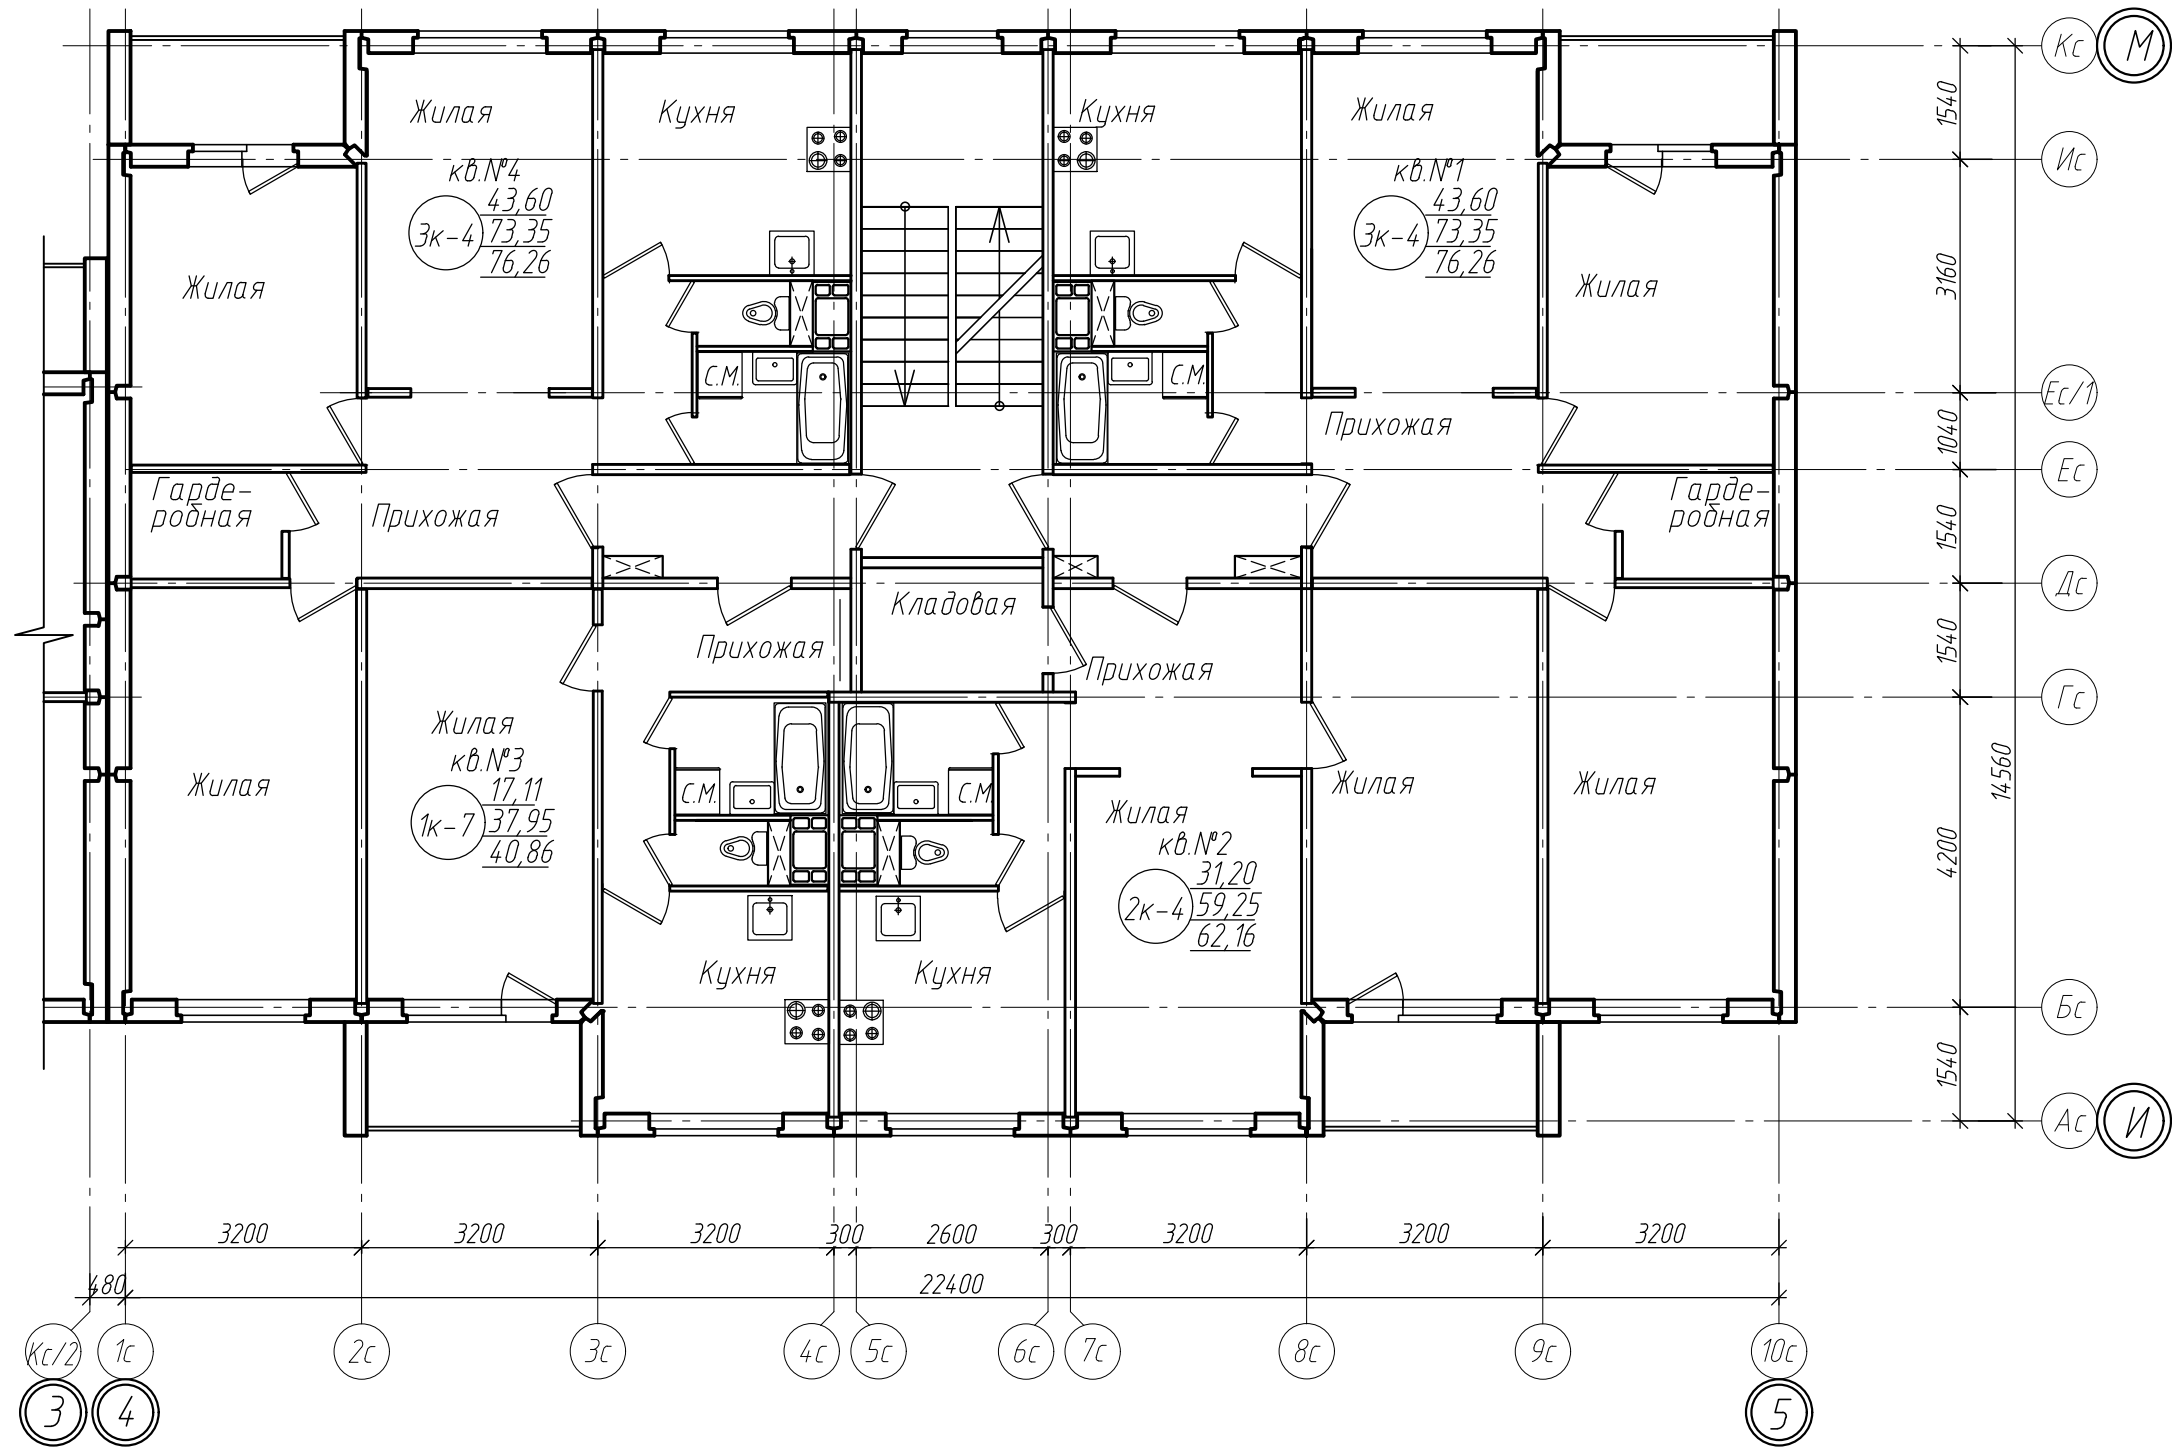 Кс
М
1540
Жилая
Кухня
Кухня
Жилая
Ис
кв.№4
43,60
3к-4
73,35
76,26
кв.№1
43,60
3к-4
73,35
76,26
3160
Жилая
Жилая
С.М.
С.М.
Ес/1
Прихожая
1040
Ес
Гарде-
робная
Прихожая
Гарде-
робная
1540
Дс
Кладовая
Прихожая
Прихожая
1540
Гс
Жилая
кв.№3
17,11
1к-7
37,95
40,86
Жилая
С.М.
С.М.
Жилая
кв.№2
31,20
2к-4
59,25
62,16
Жилая
Жилая
14560
4200
Кухня
Кухня
Бс
1540
Ас
И
3200
3200
3200
300
2600
300
3200
3200
3200
480
22400
Кс/2
1с
2с
3с
4с
5с
6с
7с
8с
9с
10с
3
4
5